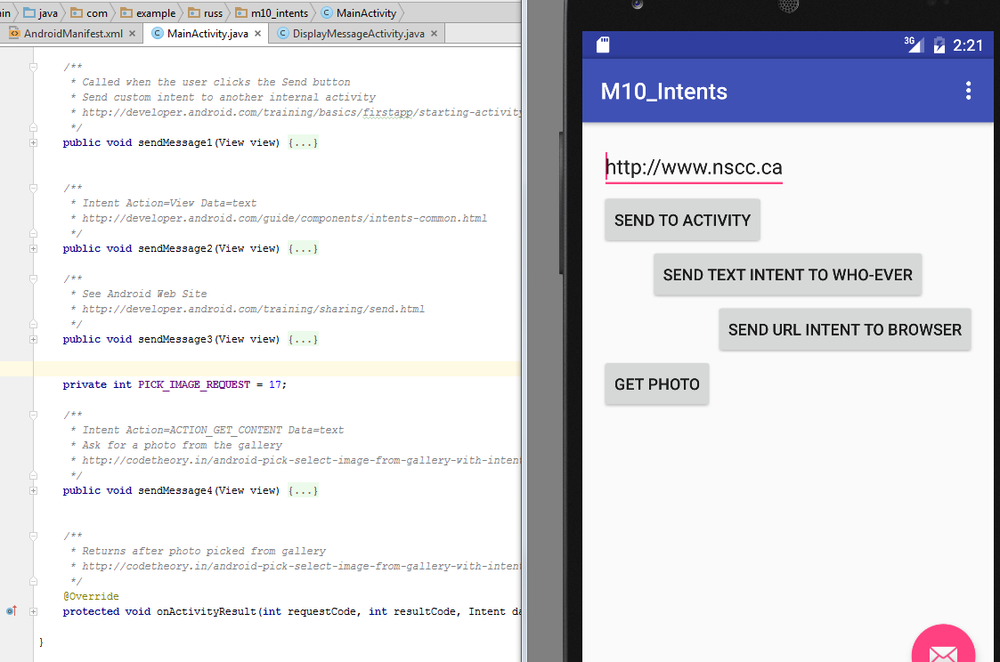 in java com example russ m10_intents MainActivity
AndroidManifest.xml MainActivity.java DisplayMessageActivity.java
/**
* Called when the user clicks the Send button
* Send custom intent to another internal activity
* http://developer.android.com/training/basics/firstapp/starting-activity
*/
public void sendMessage1(View view) {...}
/**
* Intent Action=View Data=text
* http://developer.android.com/guide/components/intents-common.html
*/
public void sendMessage2(View view) {...}
/**
* See Android Web Site
* http://developer.android.com/training/sharing/send.html
*/
public void sendMessage3(View view) {...}
private int PICK_IMAGE_REQUEST = 17;
/**
* Intent Action=ACTION_GET_CONTENT Data=text
* Ask for a photo from the gallery
* http://codetheory.in/android-pick-select-image-from-gallery-with-intent
*/
public void sendMessage4(View view) {...}
/**
* Returns after photo picked from gallery
* http://codetheory.in/android-pick-select-image-from-gallery-with-intent
*/
@Override
protected void onActivityResult(int requestCode, int resultCode, Intent da
}
3G 2:21
M10_Intents
http://www.nscc.ca
SEND TO ACTIVITY
SEND TEXT INTENT TO WHO-EVER
SEND URL INTENT TO BROWSER
GET PHOTO